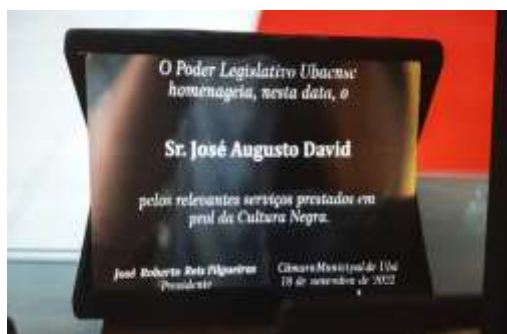 O Poder Legislativo Ubaense
homenageia, nesta data, o
Sr. José Augusto David
pelos relevantes serviços prestados em
prol da Cultura Negra.
José Roberto Reis Filgueiras
Presidente
Câmara Municipal de Ubá
18 de novembro de 2022